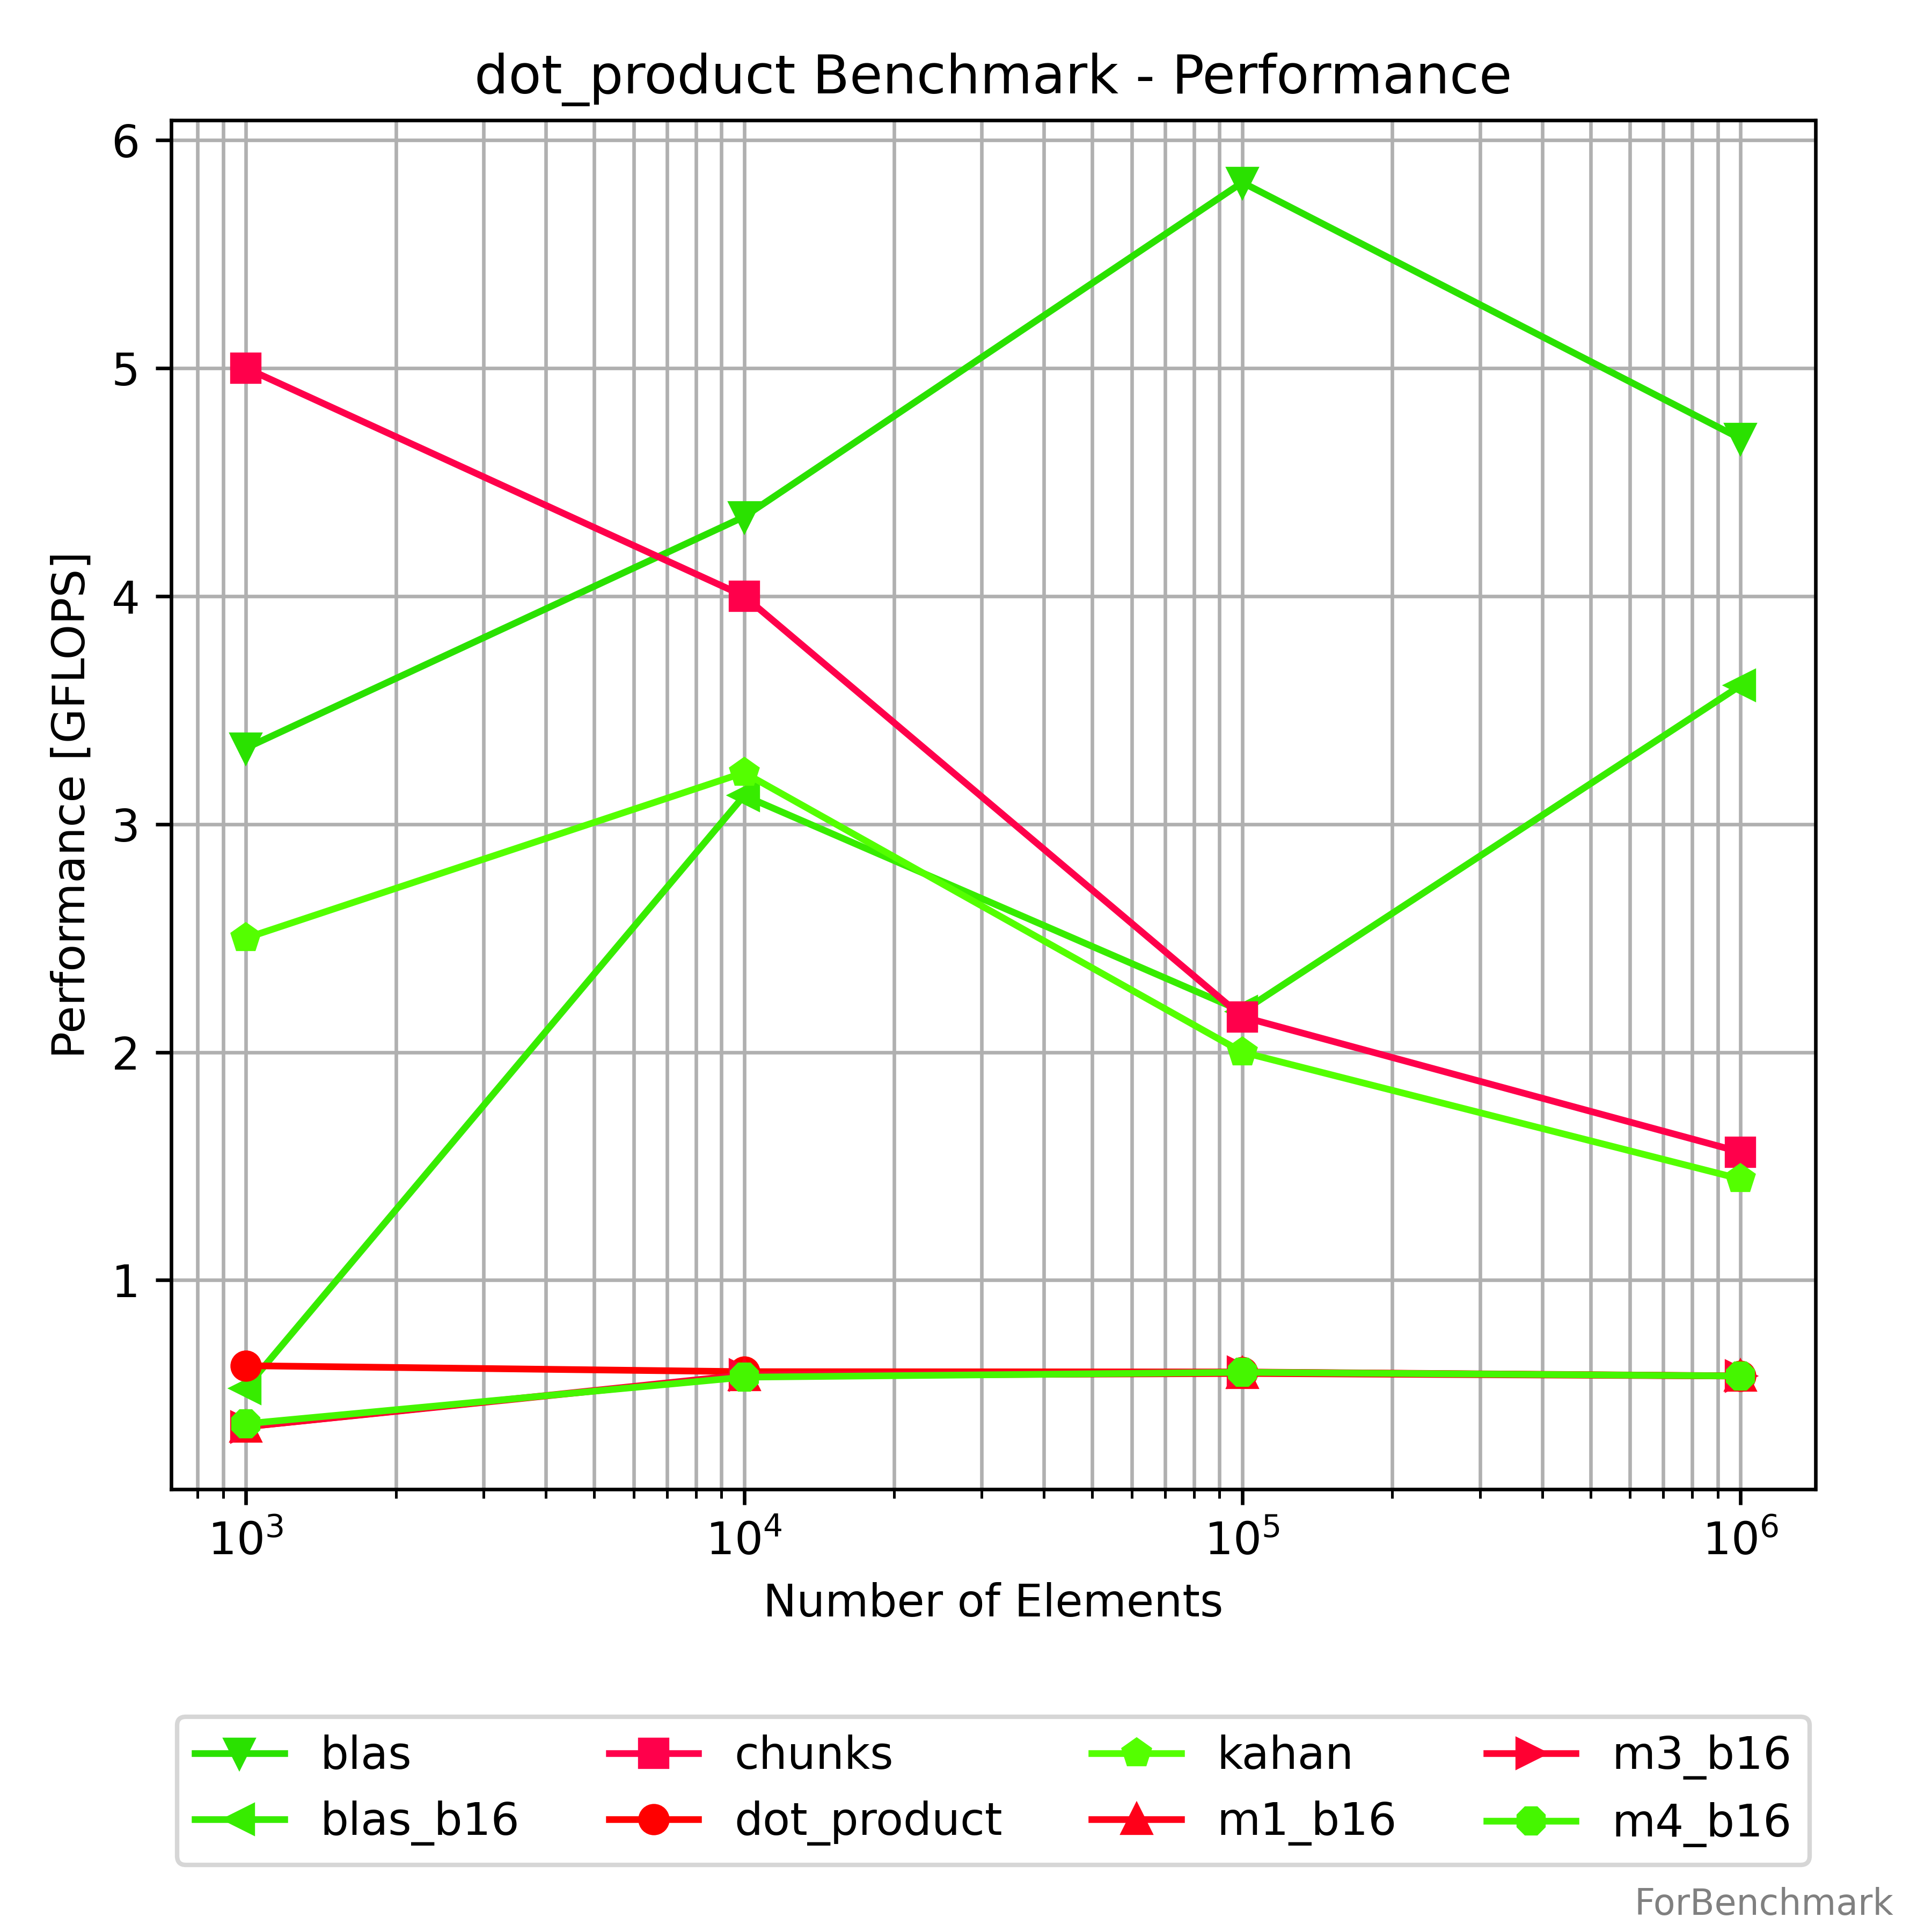 dot_product Benchmark - Performance
6
5
4
3
2
1
Performance [GFLOPS]
10³ 10⁴ 10⁵ 10⁶
Number of Elements
blas chunks kahan m3_b16
blas_b16 dot_product m1_b16 m4_b16
ForBenchmark